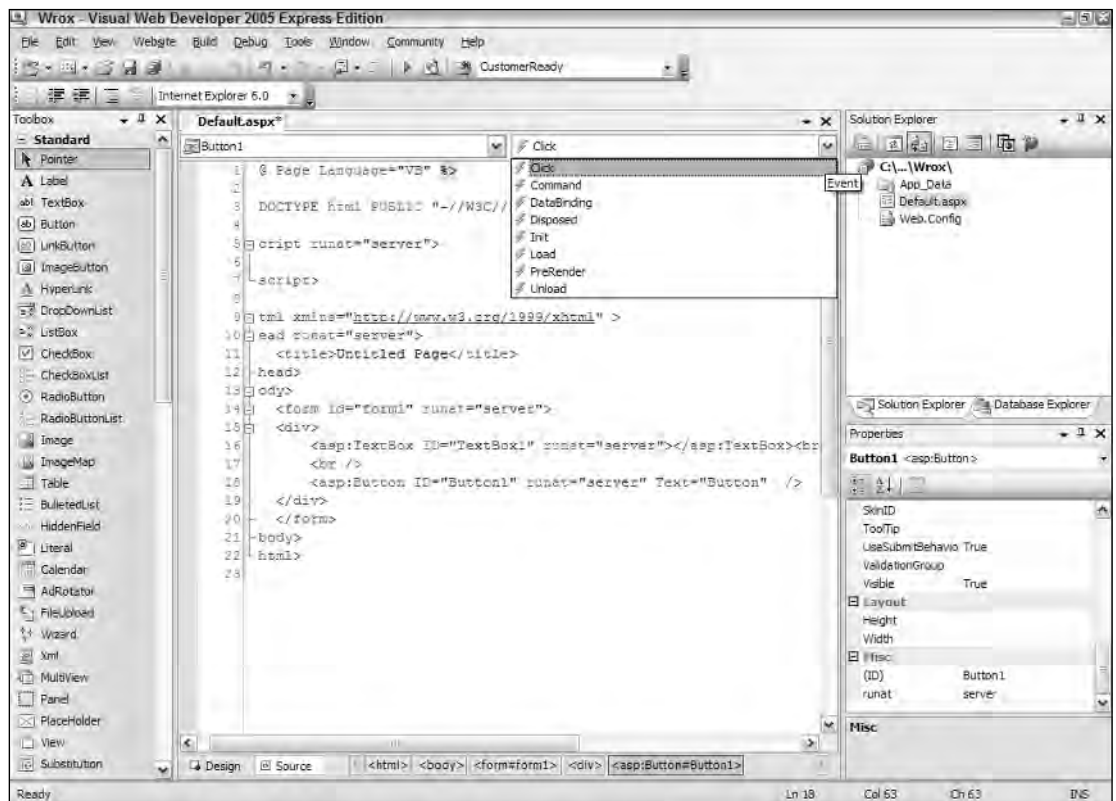 Wrox - Visual Web Developer 2005 Express Edition
File Edit View Website Build Debug Tools Window Community Help
CustomerReady
Internet Explorer 6.0
Toolbox
Standard
Pointer
A Label
abl TextBox
ab Button
LinkButton
ImageButton
A HyperLink
DropDownList
ListBox
CheckBox
CheckBoxList
RadioButton
RadioButtonList
Image
ImageMap
Table
BulletedList
HiddenField
Literal
Calendar
AdRotator
FileUpload
Wizard
Xml
MultiView
Panel
PlaceHolder
View
Substitution
Default.aspx*
Button1
Click
Click
Command
DataBinding
Disposed
Init
Load
PreRender
Unload
Event
1 @ Page Language="VB" %>
2
3 DOCTYPE html PUBLIC "-//W3C//
4
5 cript runat="server">
6
7 script>
8
9 tml xmlns="http://www.w3.org/1999/xhtml" >
10 ead runat="server">
11 <title>Untitled Page</title>
12 head>
13 ody>
14 <form id="form1" runat="server">
15 <div>
16 <asp:TextBox ID="TextBox1" runat="server"></asp:TextBox><br
17 <br />
18 <asp:Button ID="Button1" runat="server" Text="Button" />
19 </div>
20 </form>
21 body>
22 html>
23
Design Source <html> <body> <form#form1> <div> <asp:Button#Button1>
Solution Explorer
C:\...\Wrox\
App_Data
Default.aspx
Web.Config
Solution Explorer Database Explorer
Properties
Button1 <asp:Button>
SkinID
ToolTip
UseSubmitBehavio True
ValidationGroup
Visible True
Layout
Height
Width
Misc
(ID) Button1
runat server
Misc
Ready Ln 18 Col 63 Ch 63 INS